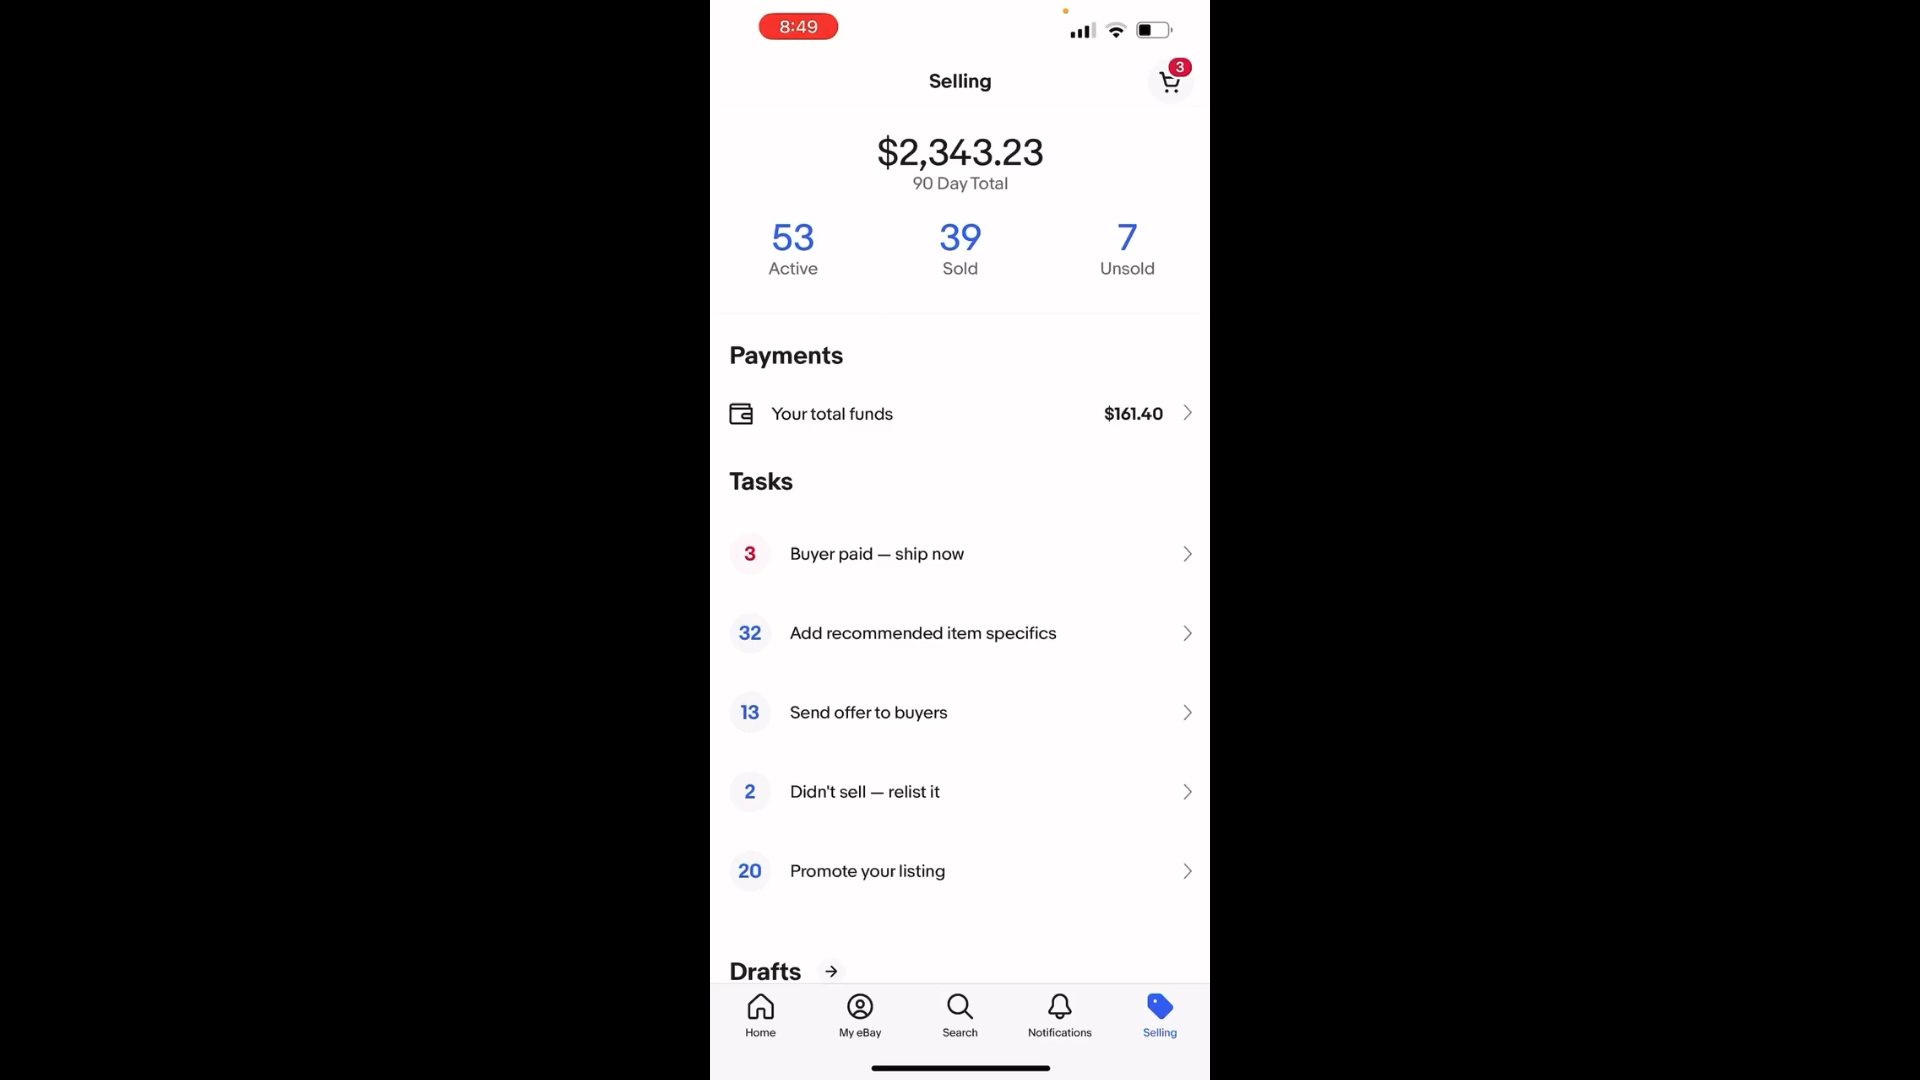 8:49
Selling
3
$2,343.23
90 Day Total
53
39
7
Active
Sold
Unsold
Payments
Your total funds
$161.40
Tasks
3
Buyer paid — ship now
32
Add recommended item specifics
13
Send offer to buyers
2
Didn't sell — relist it
20
Promote your listing
Drafts
Home
My eBay
Search
Notifications
Selling